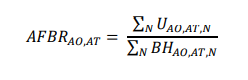 AFBR_{AO,AT} = \frac{\sum_N U_{AO,AT,N}}{\sum_N BH_{AO,AT,N}}